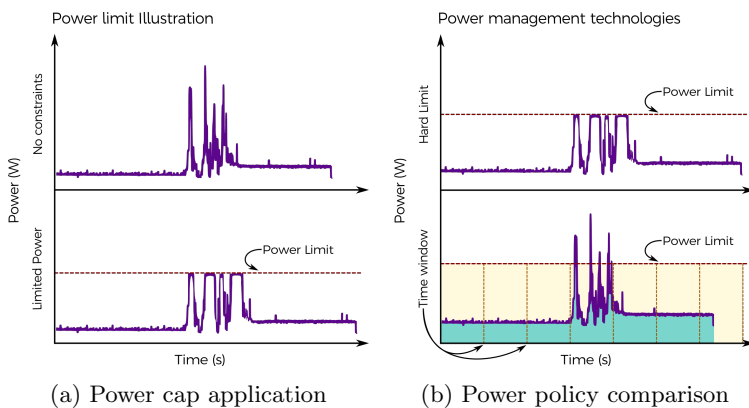 Power limit Illustration
Power (W)
No constraints
Limited Power
Power Limit
Time (s)
(a) Power cap application
Power management technologies
Power (W)
Hard Limit
Power Limit
Time window
Power Limit
Time (s)
(b) Power policy comparison